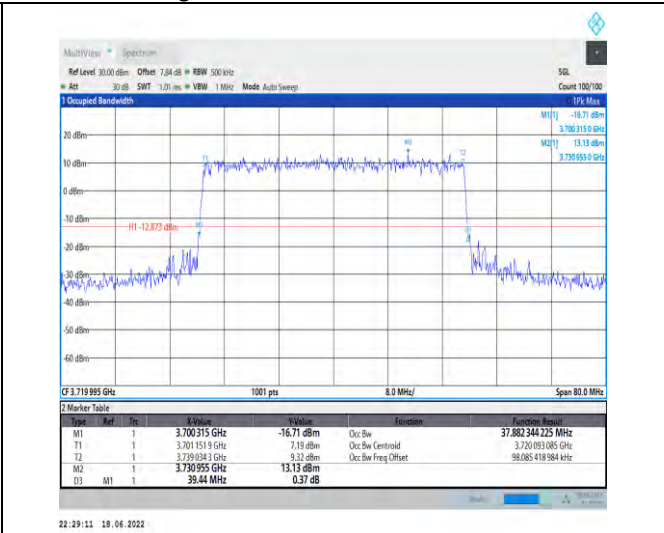 MultiView Spectrum
Ref Level 30.00 dBm Offset 7.84 dB RBW 500 kHz SGL
Att 30 dB SWT 1.01 ms VBW 1 MHz Mode Auto Sweep Count 100/100
1 Occupied Bandwidth 1Pk Max
M1[1] -16.71 dBm
3.700315 0 GHz
20 dBm M2[1] 13.13 dBm
3.730955 0 GHz
M2
T1 T2
10 dBm
0 dBm
-10 dBm
H1 -12.873 dBm M1
-20 dBm
-30 dBm
-40 dBm
-50 dBm
-60 dBm
CF 3.719 995 GHz 1001 pts 8.0 MHz/ Span 80.0 MHz
2 Marker Table
Type Ref Trc X-Value Y-Value Function Function Result
M1 1 3.700315 GHz -16.71 dBm Occ Bw 37.882 344 225 MHz
T1 1 3.701 151 9 GHz 7.19 dBm Occ Bw Centroid 3.720 093 085 GHz
T2 1 3.739 034 3 GHz 9.32 dBm Occ Bw Freq Offset 98.085 418 984 kHz
M2 1 3.730955 GHz 13.13 dBm
D3 M1 1 39.44 MHz 0.37 dB
22:29:11 18.06.2022